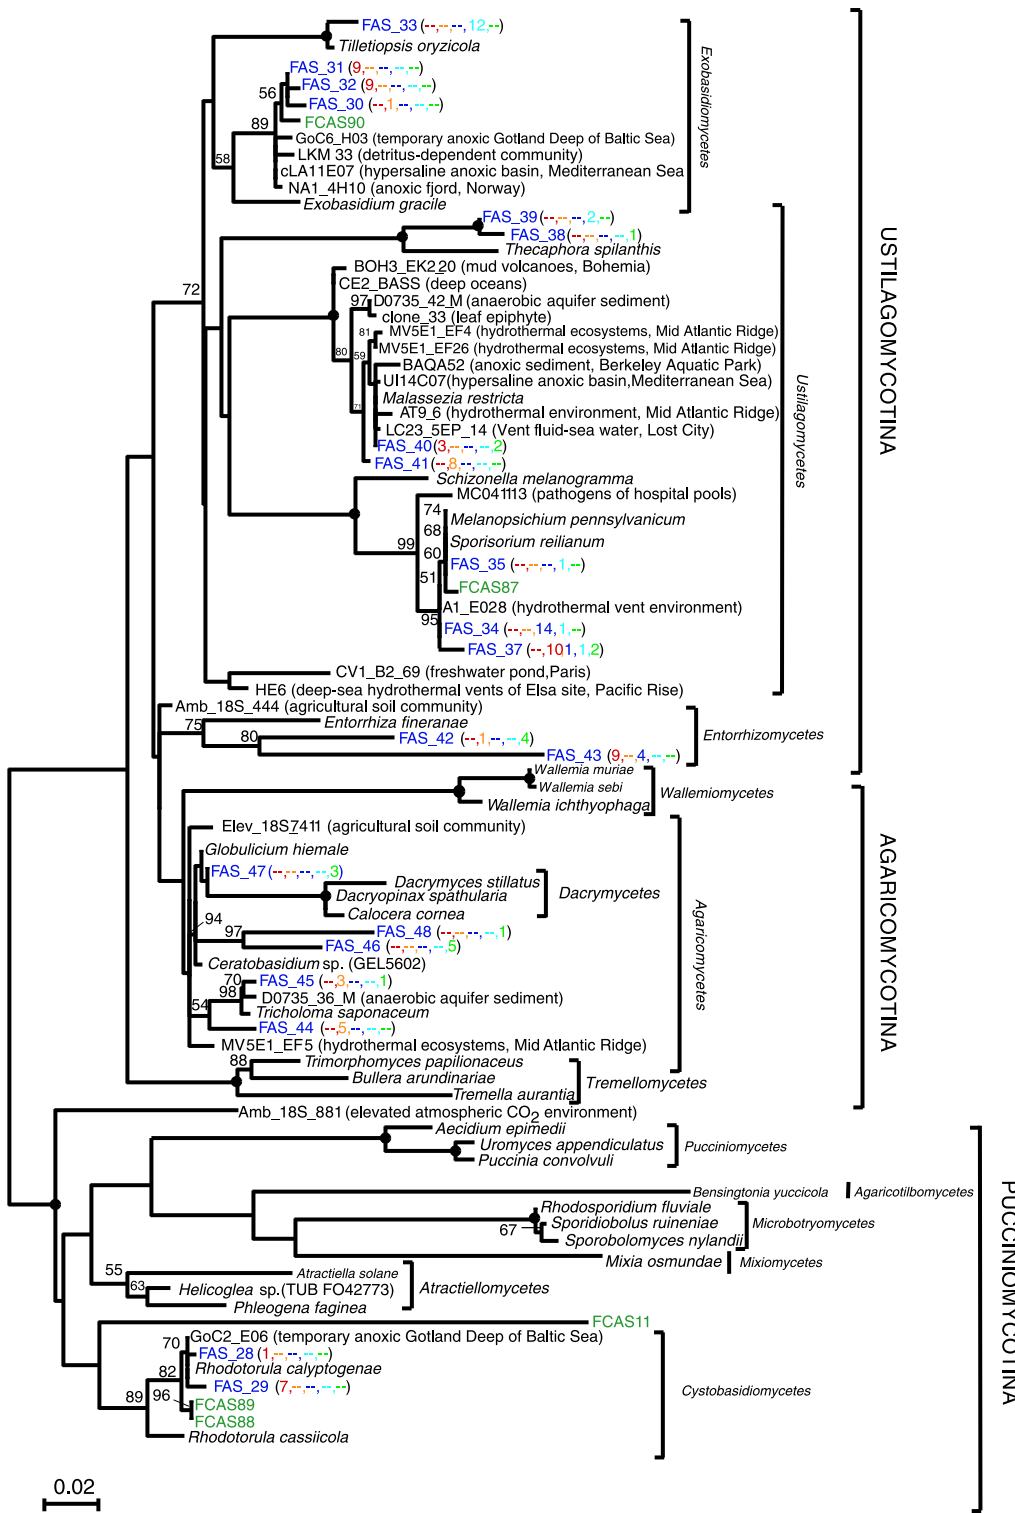 FAS_33 (--,--,--,12,--)
Tilletiopsis oryzicola
FAS_31 (9,--,--,--,--)
56
FAS_32 (9,--,--,--,--)
FAS_30 (--,1,--,--,--)
FCAS90
89
GoC6_H03 (temporary anoxic Gotland Deep of Baltic Sea)
58
LKM 33 (detritus-dependent community)
cLA11E07 (hypersaline anoxic basin, Mediterranean Sea
NA1_4H10 (anoxic fjord, Norway)
Exobasidium gracile
Exobasidiomycetes
FAS_39 (--,--,--,2,--)
FAS_38 (--,--,--,--,1)
Thecaphora spilanthis
72
BOH3_EK220 (mud volcanoes, Bohemia)
CE2_BASS (deep oceans)
97
D0735_42_M (anaerobic aquifer sediment)
clone_33 (leaf epiphyte)
81
MV5E1_EF4 (hydrothermal ecosystems, Mid Atlantic Ridge)
80
59
MV5E1_EF26 (hydrothermal ecosystems, Mid Atlantic Ridge)
BAQA52 (anoxic sediment, Berkeley Aquatic Park)
UI14C07(hypersaline anoxic basin,Mediterranean Sea)
Malassezia restricta
71
AT9_6 (hydrothermal environment, Mid Atlantic Ridge)
LC23_5EP_14 (Vent fluid-sea water, Lost City)
FAS_40(3,--,--,--,2)
FAS_41(--,8,--,--,--)
Schizonella melanogramma
MC041113 (pathogens of hospital pools)
74
Melanopsichium pennsylvanicum
68
Sporisorium reilianum
99
60
FAS_35 (--,--,--,1,--)
51
FCAS87
A1_E028 (hydrothermal vent environment)
95
FAS_34 (--,--,14,1,--)
FAS_37 (--,10,1,1,2)
CV1_B2_69 (freshwater pond,Paris)
HE6 (deep-sea hydrothermal vents of Elsa site, Pacific Rise)
Ustilagomycetes
Amb_18S_444 (agricultural soil community)
75
Entorrhiza fineranae
80
FAS_42 (--,1,--,--,4)
FAS_43 (9,--,4,--,--)
Entorrhizomycetes
USTILAGOMYCOTINA
Wallemia muriae
Wallemia sebi
Wallemia ichthyophaga
Wallemiomycetes
Elev_18S7411 (agricultural soil community)
Globulicium hiemale
FAS_47(--,--,--,--,3)
Dacrymyces stillatus
Dacryopinax spathularia
Calocera cornea
Dacrymycetes
94
97
FAS_48 (--,--,--,--,1)
FAS_46 (--,--,--,--,5)
Ceratobasidium sp. (GEL5602)
70
FAS_45 (--,3,--,--,1)
98
D0735_36_M (anaerobic aquifer sediment)
54
Tricholoma saponaceum
FAS_44 (--,5,--,--,--)
MV5E1_EF5 (hydrothermal ecosystems, Mid Atlantic Ridge)
Agaricomycetes
88
Trimorphomyces papilionaceus
Bullera arundinariae
Tremella aurantia
Tremellomycetes
AGARICOMYCOTINA
Amb_18S_881 (elevated atmospheric CO2 environment)
Aecidium epimedii
Uromyces appendiculatus
Puccinia convolvuli
Pucciniomycetes
Bensingtonia yuccicola
Agaricotilbomycetes
Rhodosporidium fluviale
67
Sporidiobolus ruineniae
Sporobolomyces nylandii
Microbotryomycetes
Mixia osmundae
Mixiomycetes
55
Atractiella solane
63
Helicoglea sp.(TUB FO42773)
Phleogena faginea
Atractiellomycetes
FCAS11
70
GoC2_E06 (temporary anoxic Gotland Deep of Baltic Sea)
FAS_28 (1,--,--,--,--)
82
Rhodotorula calyptogenae
FAS_29 (7,--,--,--,--)
89
96
FCAS89
FCAS88
Rhodotorula cassiicola
Cystobasidiomycetes
PUCCINIOMYCOTINA
0.02